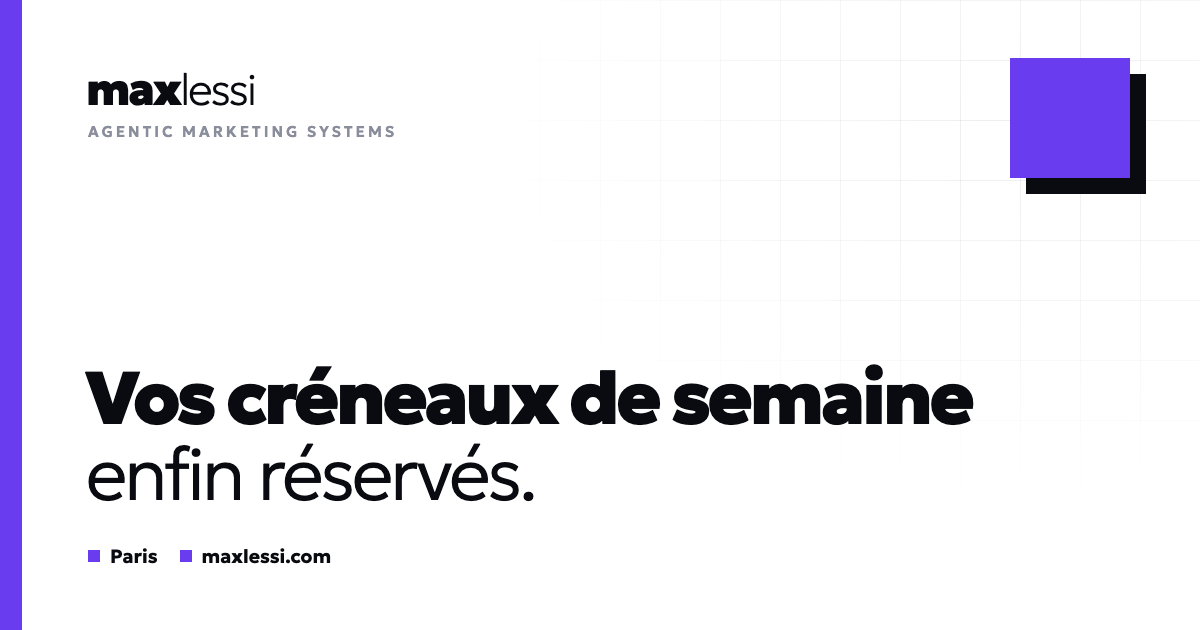 maxlessi
AGENTIC MARKETING SYSTEMS
Vos créneaux de semaine
enfin réservés.
Paris maxlessi.com